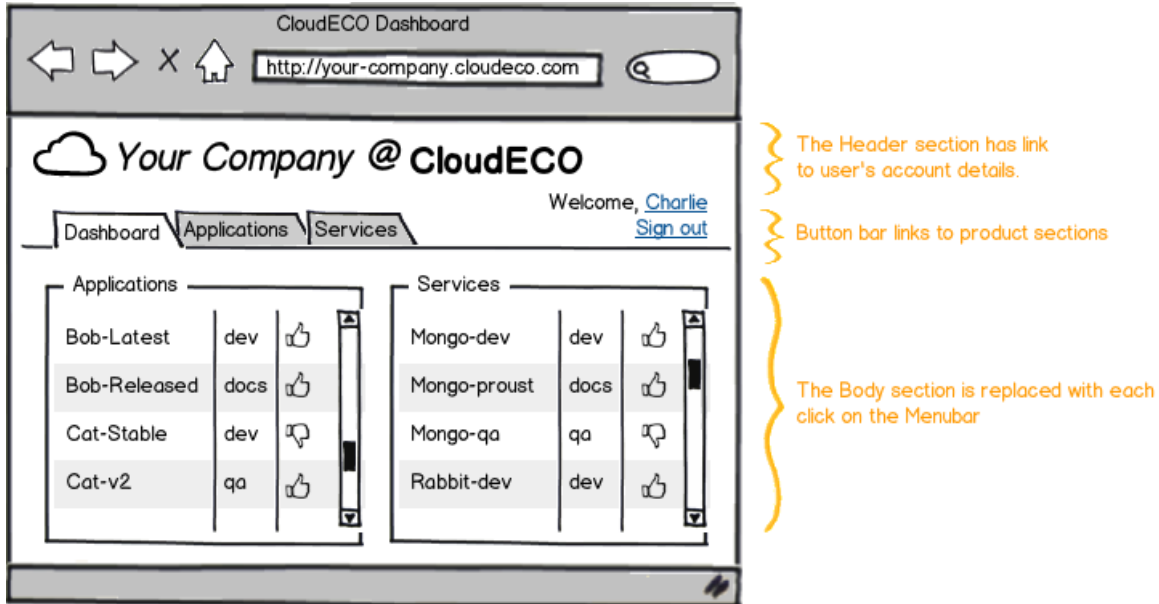 CloudECO Dashboard
http://your-company.cloudeco.com
Your Company @ CloudECO
Welcome, Charlie
Sign out
Dashboard Applications Services
Applications
Bob-Latest dev
Bob-Released docs
Cat-Stable dev
Cat-v2 qa
Services
Mongo-dev dev
Mongo-proust docs
Mongo-qa qa
Rabbit-dev dev
The Header section has link
to user's account details.
Button bar links to product sections
The Body section is replaced with each
click on the Menubar